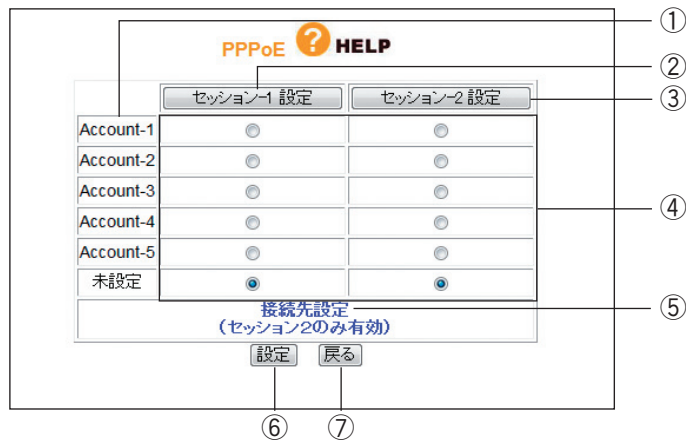 ①
PPPoE ? HELP
②
セッション-1 設定 セッション-2 設定
③
Account-1
Account-2
Account-3
Account-4
④
Account-5
未設定
接続先設定
⑤
(セッション2のみ有効)
設定 戻る
⑥ ⑦